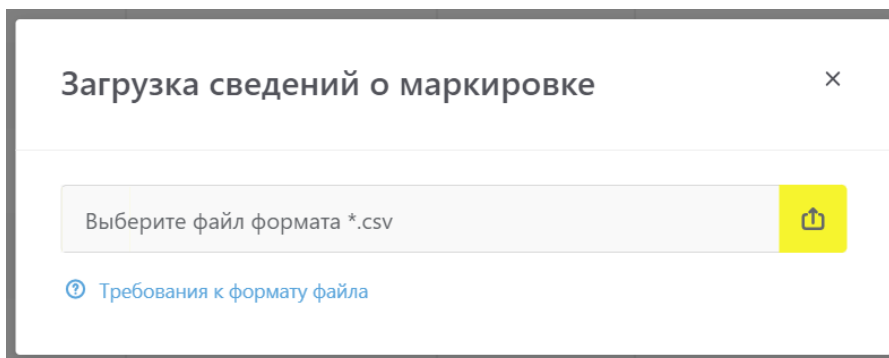 Загрузка сведений о маркировке
Выберите файл формата *.csv
Требования к формату файла